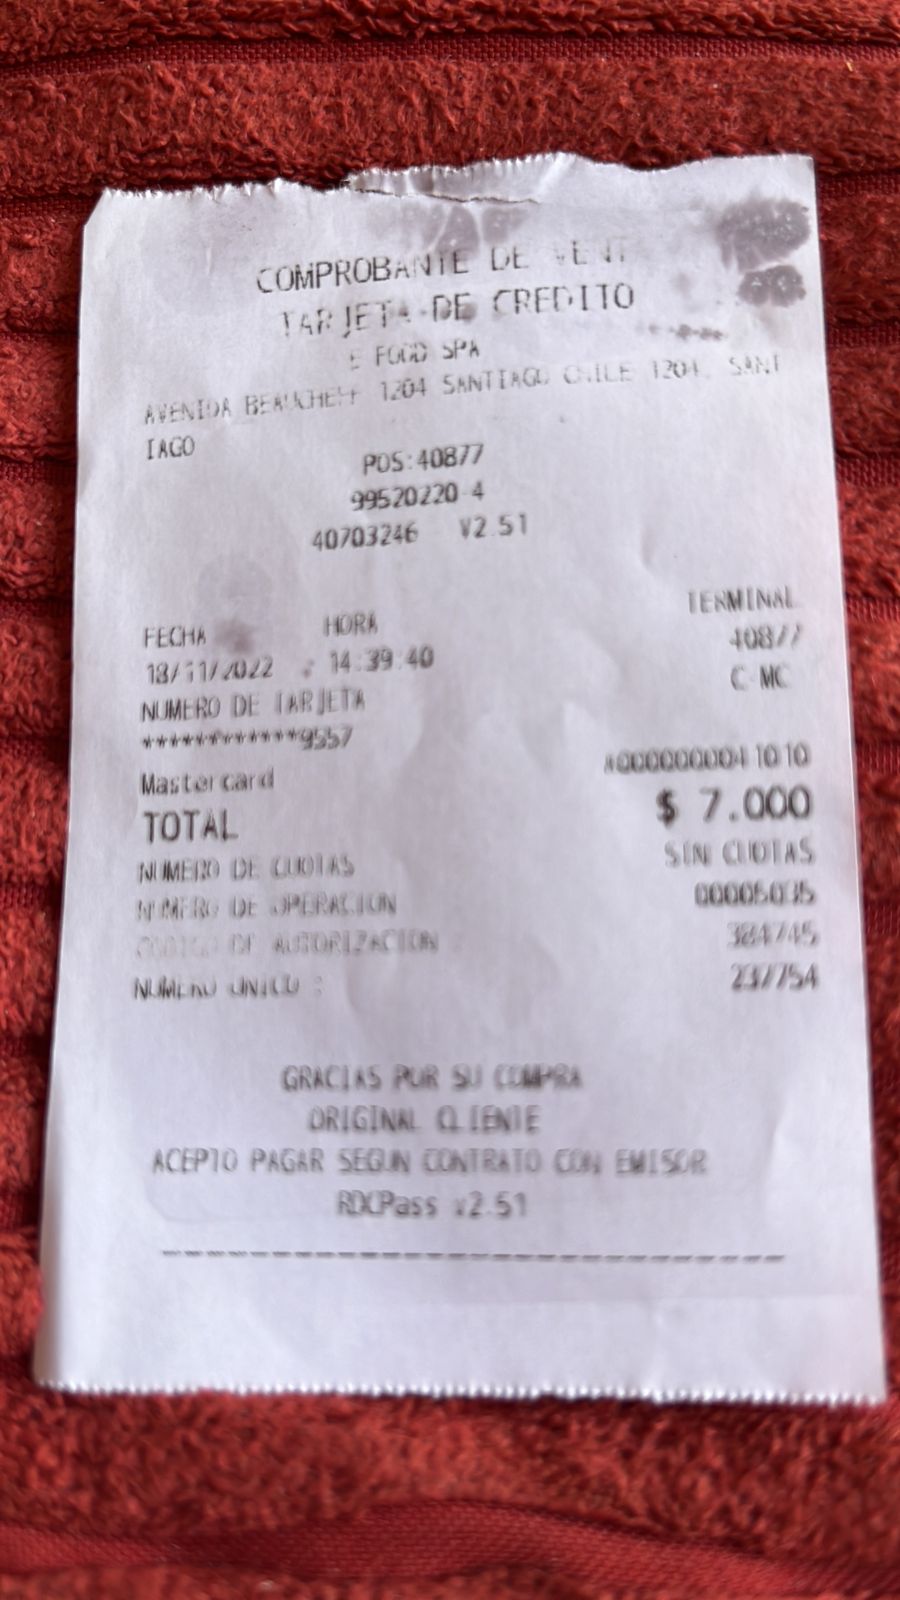 COMPROBANTE DE VENT
TARJETA DE CREDITO
E FOOD SPA
AVENIDA BEAUCHEFF 1204 SANTIAGO CHILE 1204, SANT
IAGO
POS:40877
99520220-4
40703246 V2.51
FECHA HORA TERMINAL
18/11/2022 14:39:40 40877
C-MC
NUMERO DE TARJETA
************9557
Mastercard A0000000041010
TOTAL $ 7.000
NUMERO DE CUOTAS SIN CUOTAS
NUMERO DE OPERACION 00005035
CODIGO DE AUTORIZACION 384745
NUMERO UNICO : 237754
GRACIAS POR SU COMPRA
ORIGINAL CLIENTE
ACEPTO PAGAR SEGUN CONTRATO CON EMISOR
RDCPass v2.51